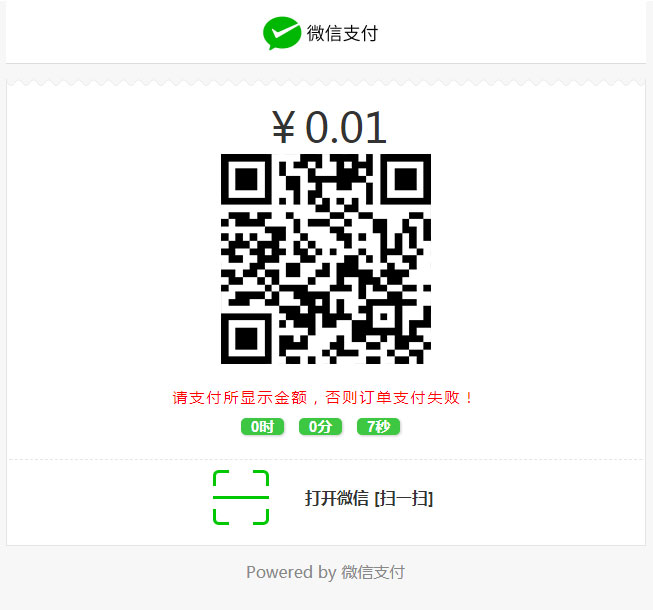 微信支付
¥ 0.01
请支付所显示金额，否则订单支付失败！
0时 0分 7秒
打开微信 [扫一扫]
Powered by 微信支付